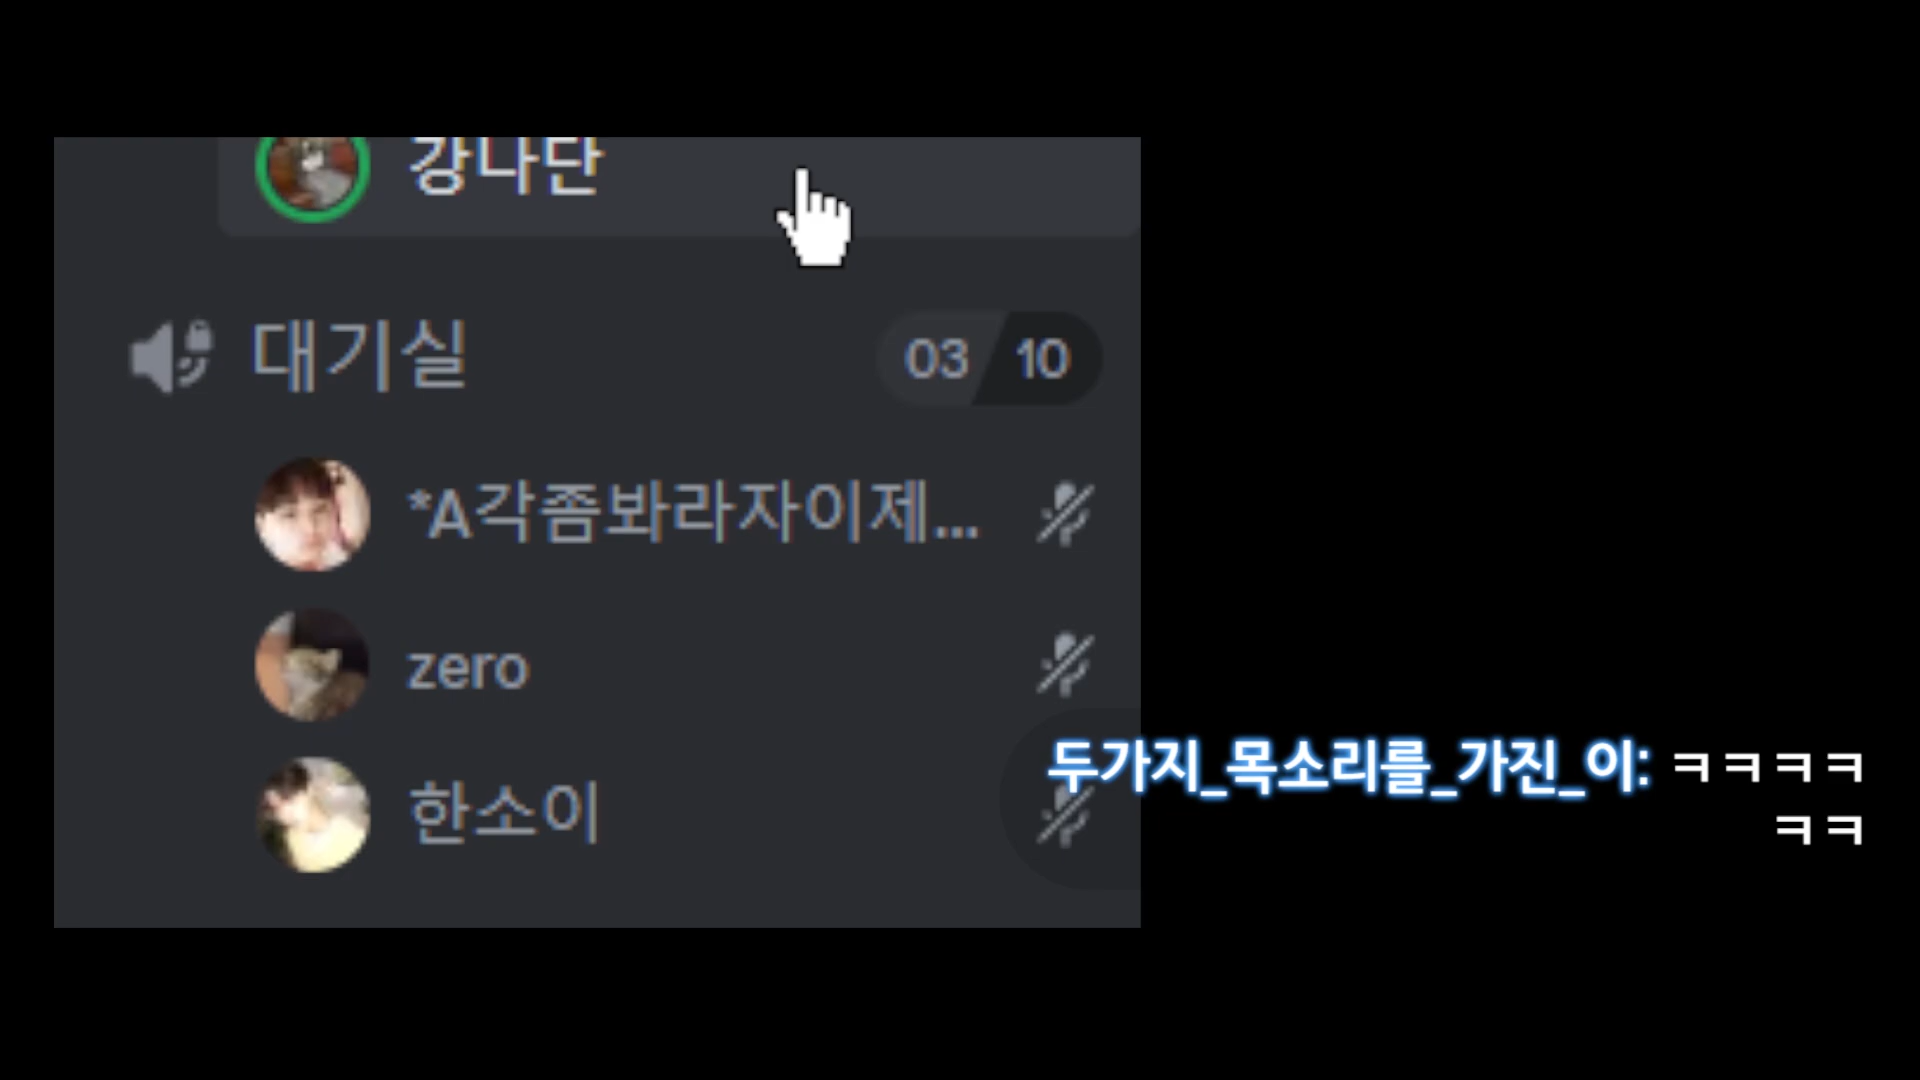 강나단
대기실
03 10
*A각좀봐라자이제...
zero
한소이
두가지_목소리를_가진_이: ㅋㅋㅋㅋ
ㅋㅋ